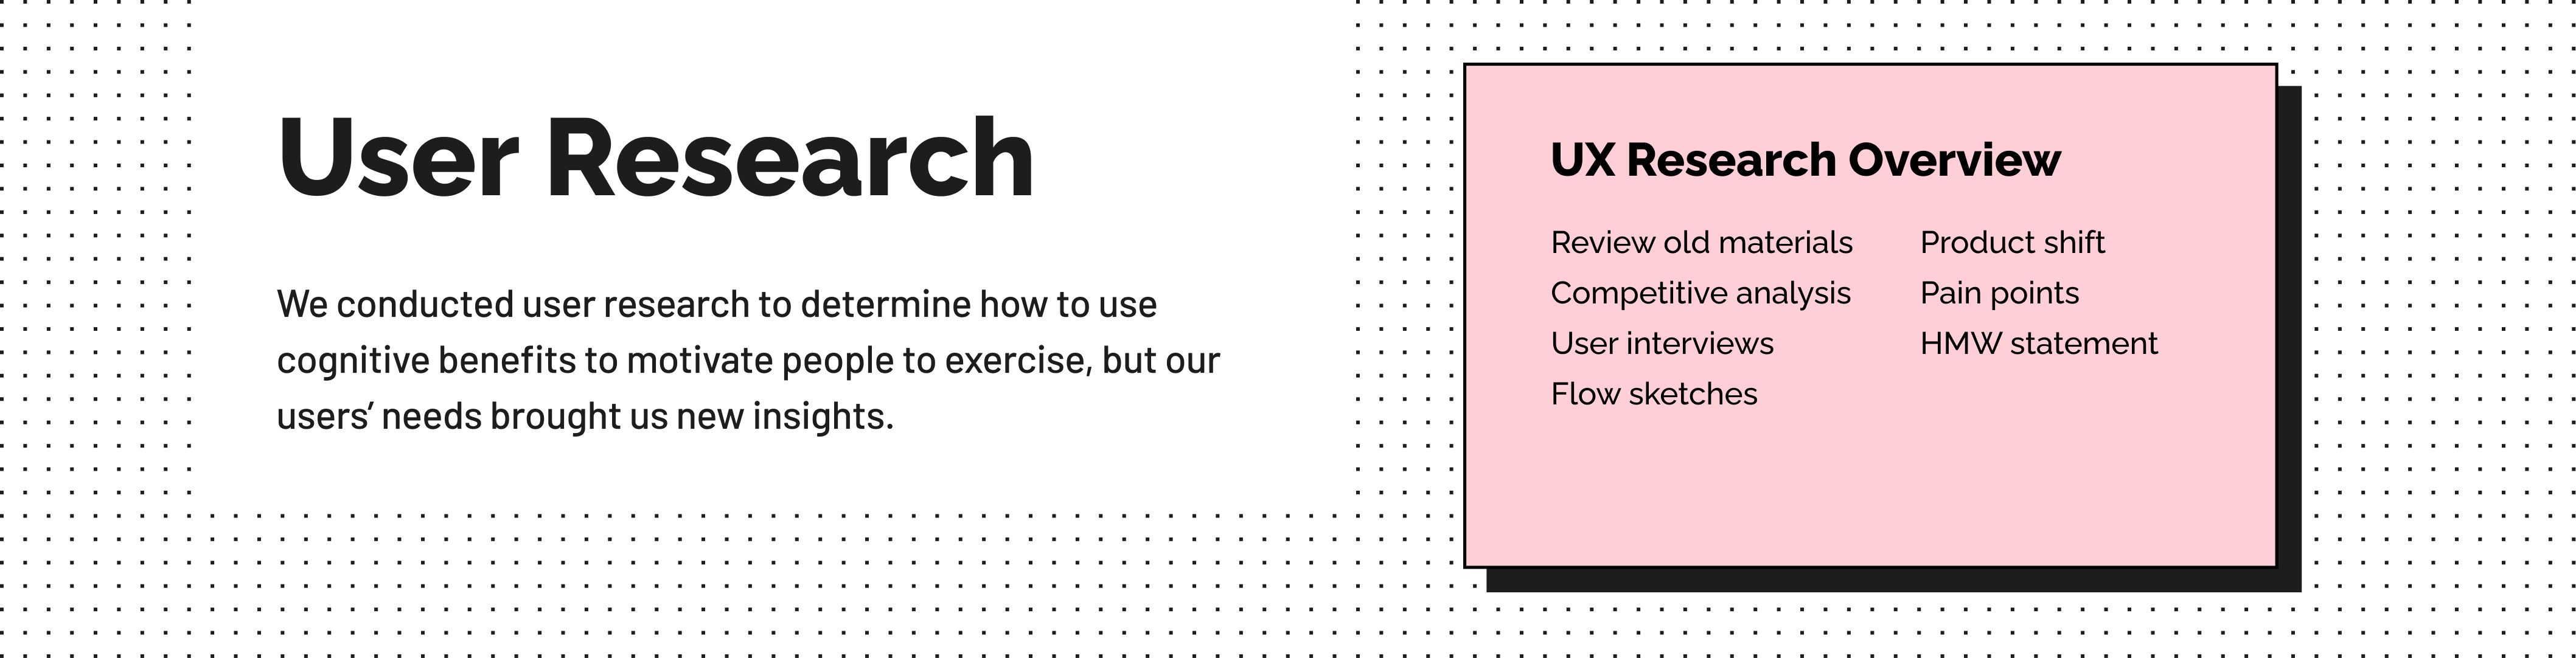 User Research
We conducted user research to determine how to use
cognitive benefits to motivate people to exercise, but our
users’ needs brought us new insights.
UX Research Overview
Review old materials
Competitive analysis
User interviews
Flow sketches
Product shift
Pain points
HMW statement